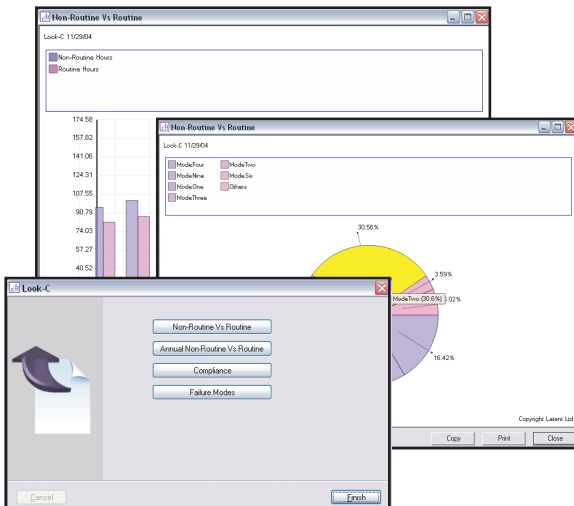 Non-Routine Vs Routine
Look-C 11/29/04
Non-Routine Hours
Routine Hours
174.58
157.82
141.06
124.31
107.55
90.79
74.03
57.27
40.52
Non-Routine Vs Routine
Look-C 11/29/04
ModeFour
ModeTwo
ModeNine
ModeSix
ModeOne
Others
ModeThree
30.56%
3.59%
ModeTwo (30.6%)
5.02%
16.42%
Copyright Latent Ltd
Copy
Print
Close
Look-C
Non-Routine Vs Routine
Annual Non-Routine Vs Routine
Compliance
Failure Modes
Cancel
Finish